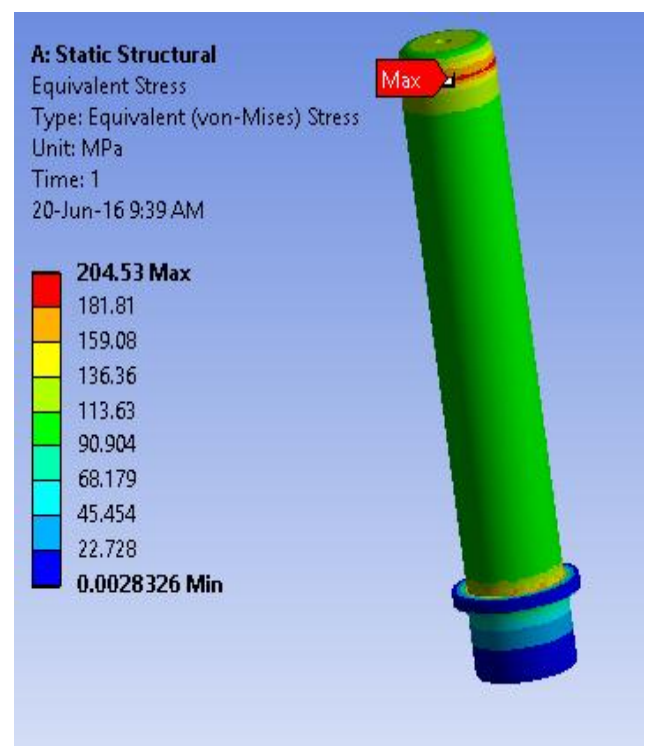 A: Static Structural
Equivalent Stress
Type: Equivalent (von-Mises) Stress
Unit: MPa
Time: 1
20-Jun-16 9:39 AM
Max
204.53 Max
181.81
159.08
136.36
113.63
90.904
68.179
45.454
22.728
0.0028326 Min